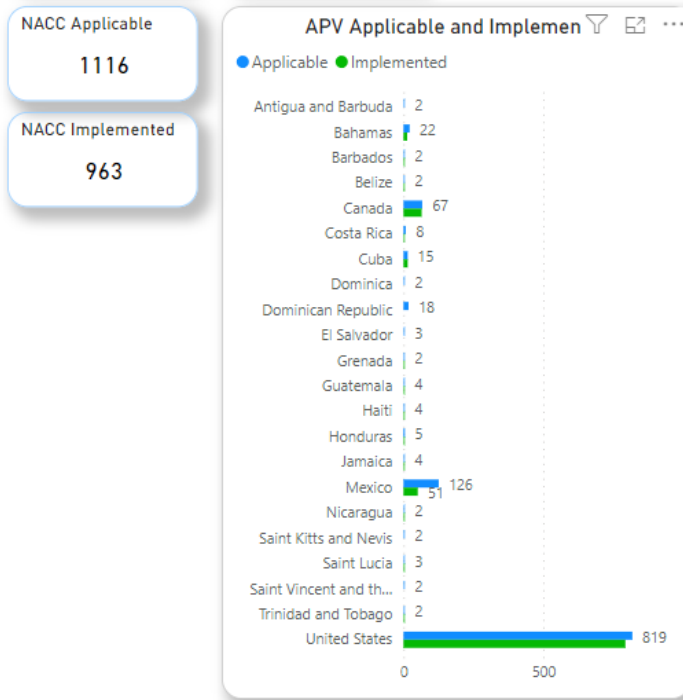 NACC Applicable
1116
NACC Implemented
963
APV Applicable and Implemen
Applicable Implemented
Antigua and Barbuda 2
Bahamas 22
Barbados 2
Belize 2
Canada 67
Costa Rica 8
Cuba 15
Dominica 2
Dominican Republic 18
El Salvador 3
Grenada 2
Guatemala 4
Haiti 4
Honduras 5
Jamaica 4
Mexico 126
51
Nicaragua 2
Saint Kitts and Nevis 2
Saint Lucia 3
Saint Vincent and th... 2
Trinidad and Tobago 2
United States 819
0 500